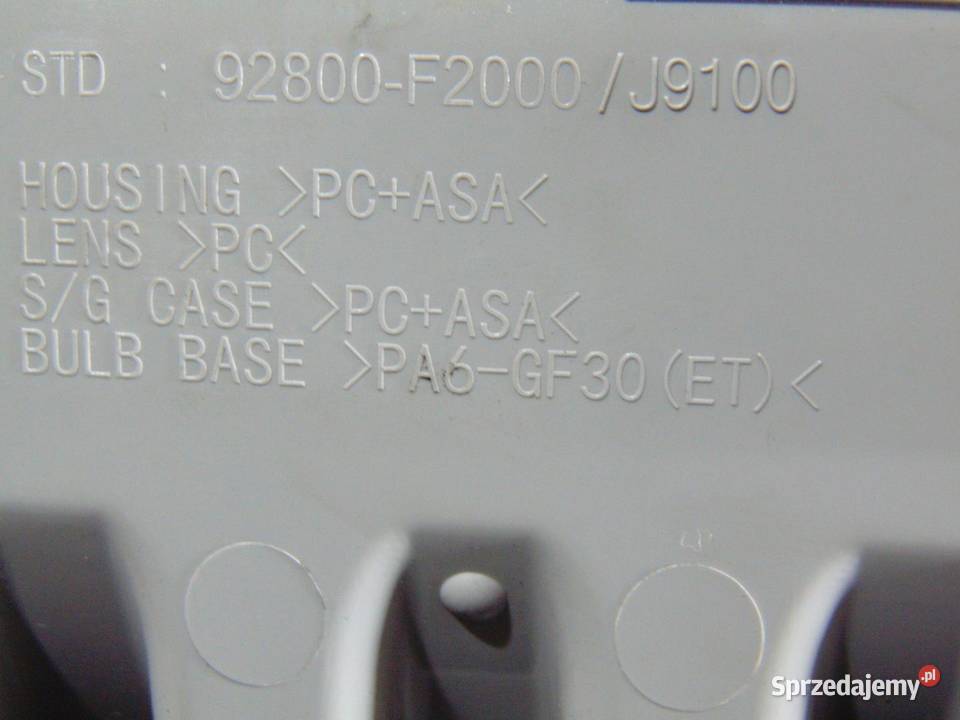 STD : 92800-F2000/J9100
HOUSING >PC+ASA<
LENS >PC<
S/G CASE >PC+ASA<
BULB BASE >PA6-GF30(ET)<
Sprzedajemy.pl